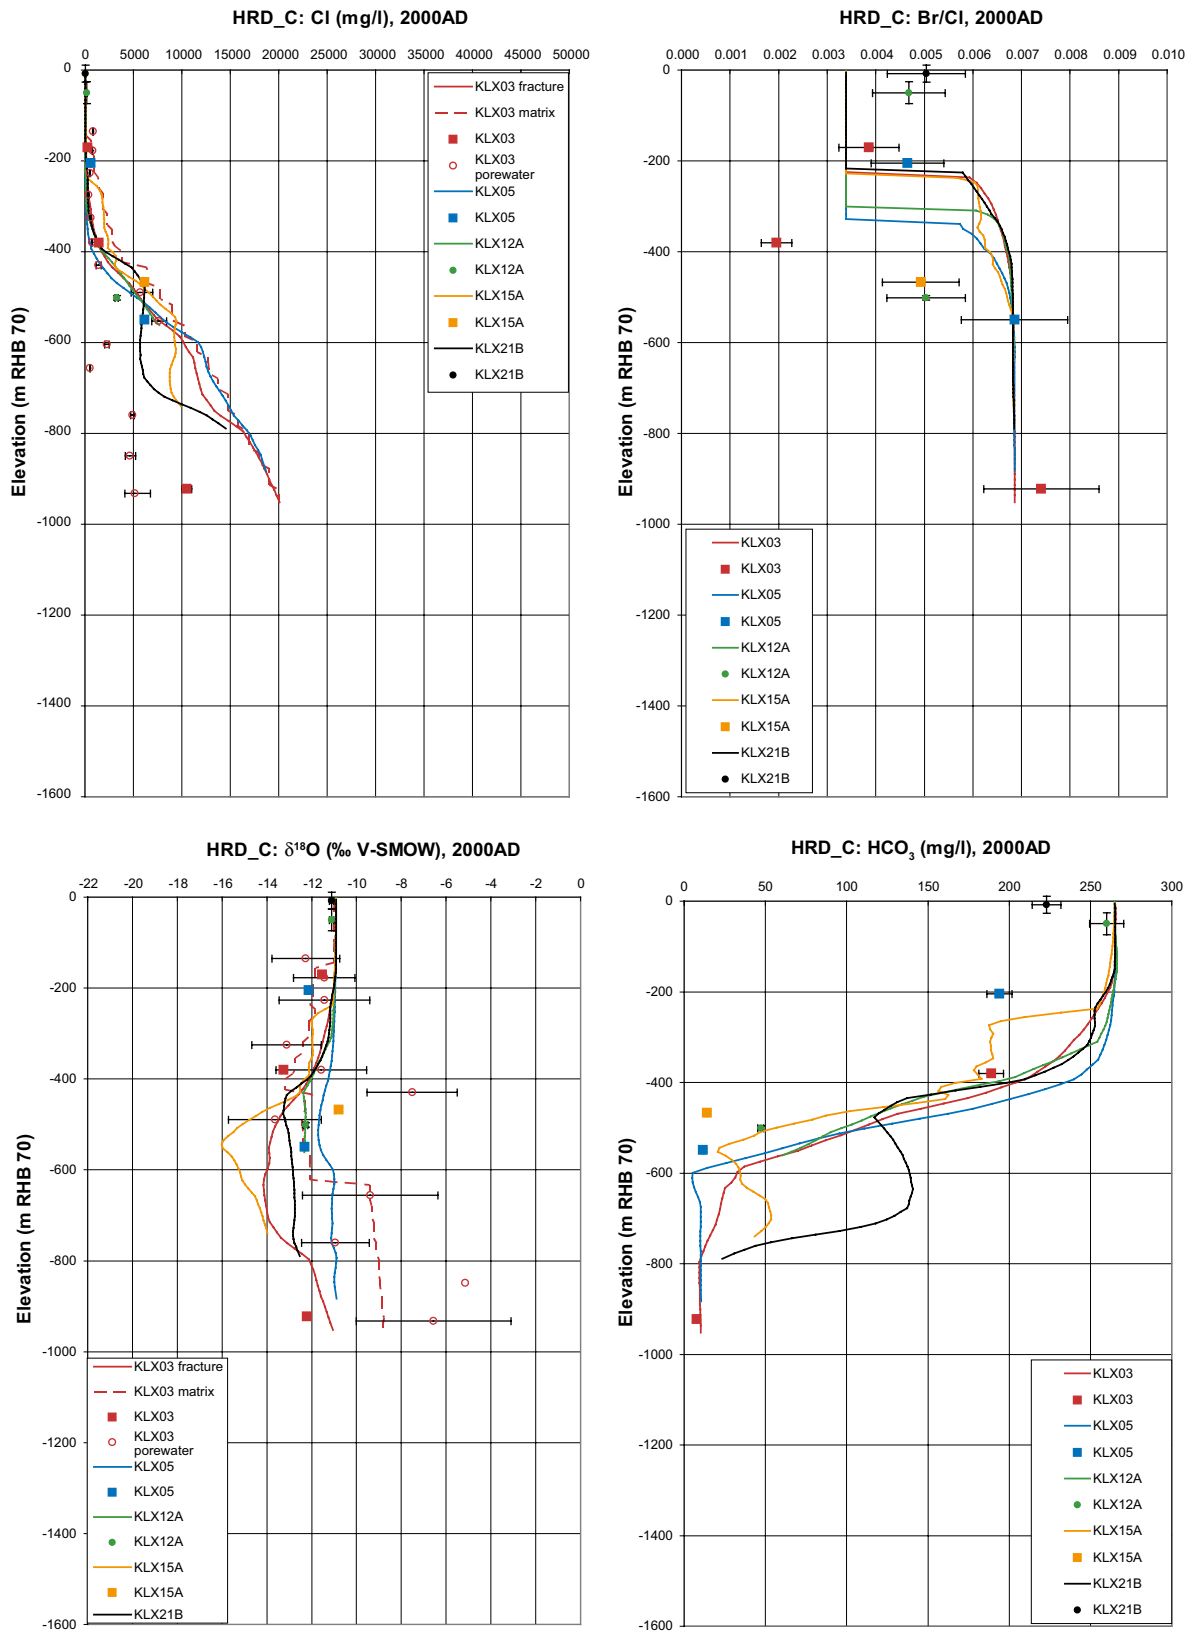 HRD_C: Cl (mg/l), 2000AD
0 5000 10000 15000 20000 25000 30000 35000 40000 45000 50000
0
-200
-400
-600
-800
-1000
-1200
-1400
-1600
Elevation (m RHB 70)
KLX03 fracture
KLX03 matrix
KLX03
KLX03
porewater
KLX05
KLX05
KLX12A
KLX12A
KLX15A
KLX15A
KLX21B
KLX21B
HRD_C: Br/Cl, 2000AD
0.000 0.001 0.002 0.003 0.004 0.005 0.006 0.007 0.008 0.009 0.010
0
-200
-400
-600
-800
-1000
-1200
-1400
-1600
Elevation (m RHB 70)
KLX03
KLX03
KLX05
KLX05
KLX12A
KLX12A
KLX15A
KLX15A
KLX21B
KLX21B
HRD_C: δ¹⁸O (‰ V-SMOW), 2000AD
-22 -20 -18 -16 -14 -12 -10 -8 -6 -4 -2 0
0
-200
-400
-600
-800
-1000
-1200
-1400
-1600
Elevation (m RHB 70)
KLX03 fracture
KLX03 matrix
KLX03
KLX03
porewater
KLX05
KLX05
KLX12A
KLX12A
KLX15A
KLX15A
KLX21B
HRD_C: HCO₃ (mg/l), 2000AD
0 50 100 150 200 250 300
0
-200
-400
-600
-800
-1000
-1200
-1400
-1600
Elevation (m RHB 70)
KLX03
KLX03
KLX05
KLX05
KLX12A
KLX12A
KLX15A
KLX15A
KLX21B
KLX21B